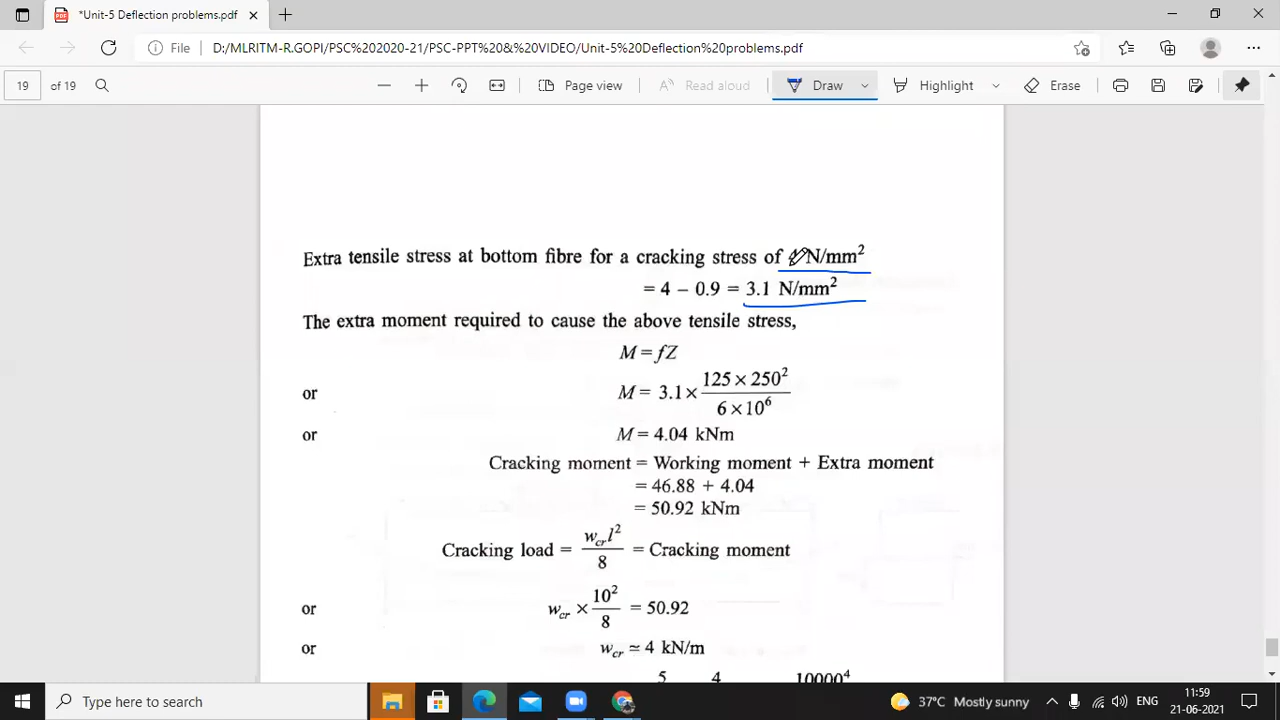 *Unit-5 Deflection problems.pdf
File D:/MLRITM-R.GOPI/PSC%202020-21/PSC-PPT%20&%20VIDEO/Unit-5%20Deflection%20problems.pdf
19 of 19 Page view Read aloud Draw Highlight Erase
Extra tensile stress at bottom fibre for a cracking stress of 4 N/mm²
= 4 − 0.9 = 3.1 N/mm²
The extra moment required to cause the above tensile stress,
M = fZ
or M = 3.1 × (125 × 250²)/(6 × 10⁶)
or M = 4.04 kNm
Cracking moment = Working moment + Extra moment
= 46.88 + 4.04
= 50.92 kNm
Cracking load = w_cr l²/8 = Cracking moment
or w_cr × 10²/8 = 50.92
or w_cr ≃ 4 kN/m
5 4 10000⁴
Type here to search
37°C Mostly sunny
ENG
11:59
21-06-2021